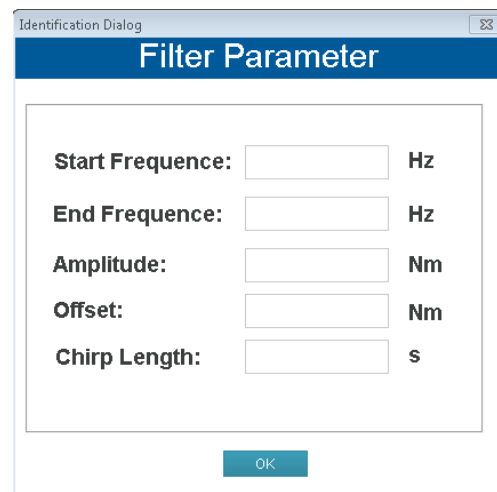 Identification Dialog
Filter Parameter
Start Frequence: Hz
End Frequence: Hz
Amplitude: Nm
Offset: Nm
Chirp Length: s
OK